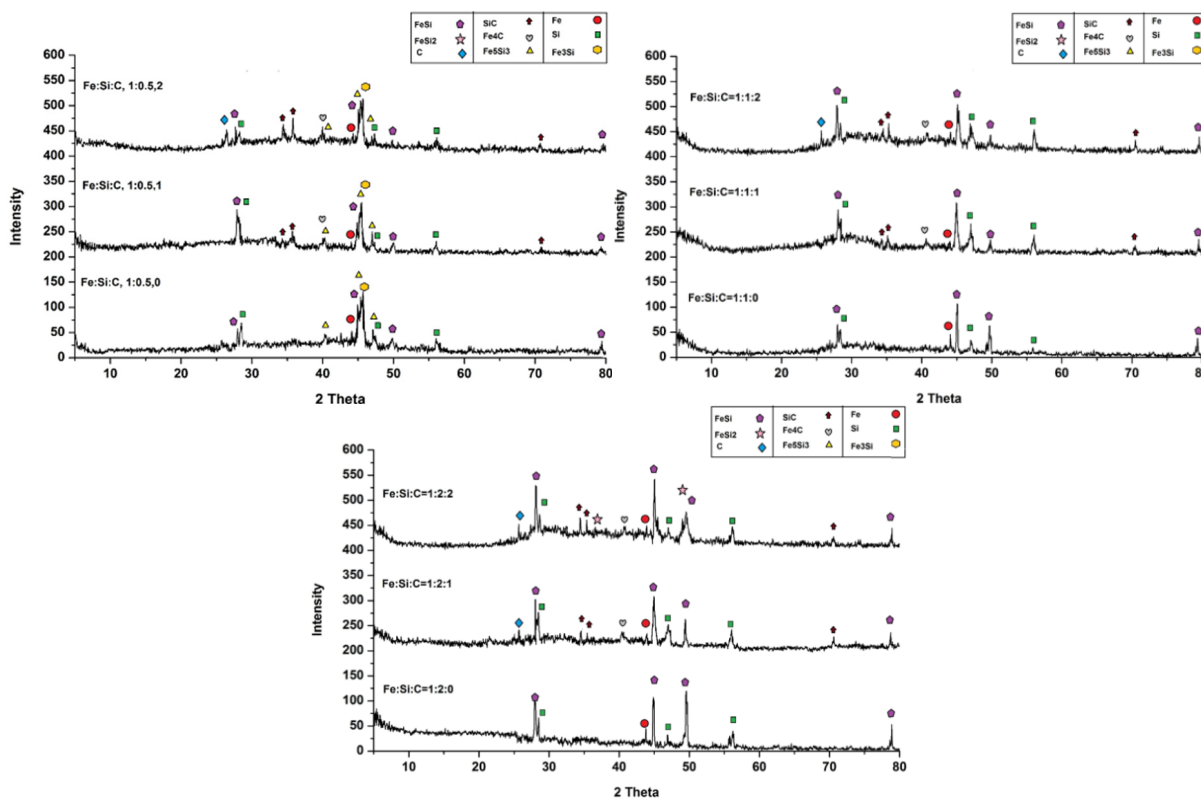 FeSi SiC Fe
FeSi2 Fe4C Si
C Fe5Si3 Fe3Si
600
550
500
450
400
350
300
250
200
150
100
50
0
Intensity
Fe:Si:C, 1:0.5,2
Fe:Si:C, 1:0.5,1
Fe:Si:C, 1:0.5,0
10 20 30 40 50 60 70 80
2 Theta
FeSi SiC Fe
FeSi2 Fe4C Si
C Fe5Si3 Fe3Si
600
550
500
450
400
350
300
250
200
150
100
50
0
Intensity
Fe:Si:C=1:1:2
Fe:Si:C=1:1:1
Fe:Si:C=1:1:0
10 20 30 40 50 60 70 80
2 Theta
FeSi SiC Fe
FeSi2 Fe4C Si
C Fe5Si3 Fe3Si
600
550
500
450
400
350
300
250
200
150
100
50
0
Intensity
Fe:Si:C=1:2:2
Fe:Si:C=1:2:1
Fe:Si:C=1:2:0
10 20 30 40 50 60 70 80
2 Theta